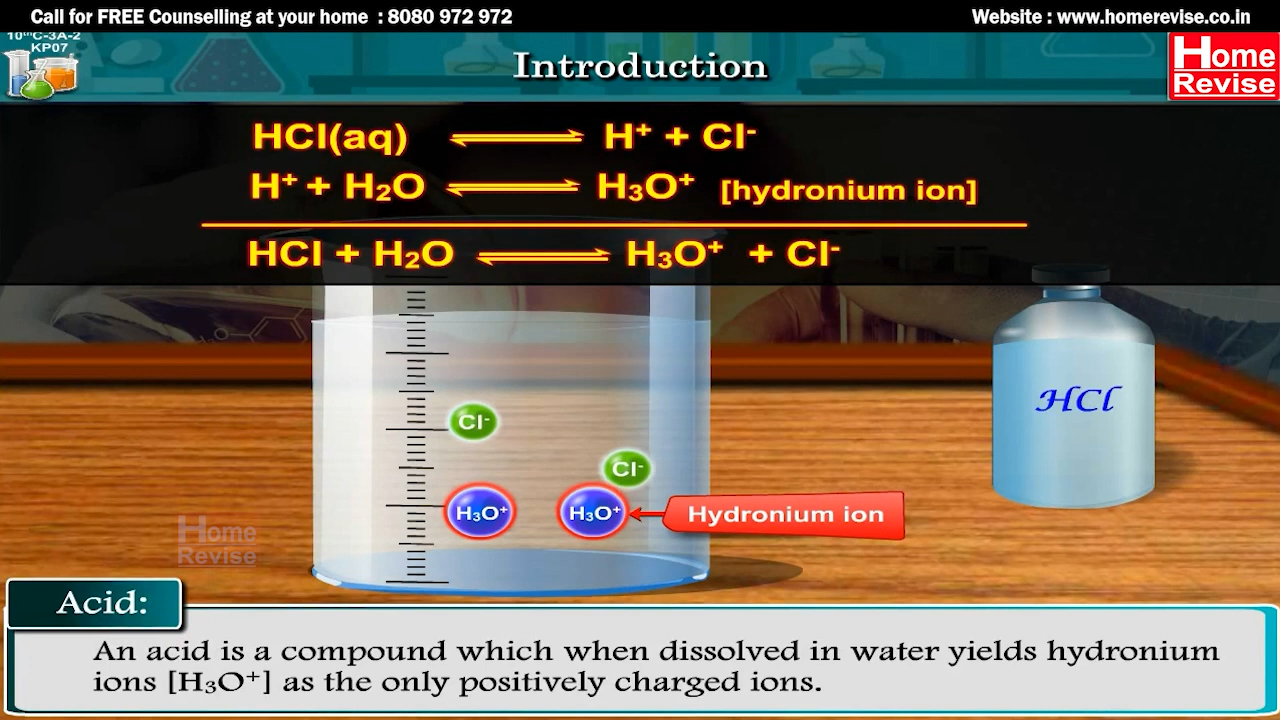 Call for FREE Counselling at your home : 8080 972 972
Website : www.homerevise.co.in
10ᵗʰC-3A-2
KP07
Introduction
Home
Revise
HCl(aq) ⇌ H⁺ + Cl⁻
H⁺ + H₂O ⇌ H₃O⁺ [hydronium ion]
HCl + H₂O ⇌ H₃O⁺ + Cl⁻
HCl
Cl⁻
Cl⁻
H₃O⁺
H₃O⁺
Hydronium ion
Home
Revise
Acid:
An acid is a compound which when dissolved in water yields hydronium
ions [H₃O⁺] as the only positively charged ions.